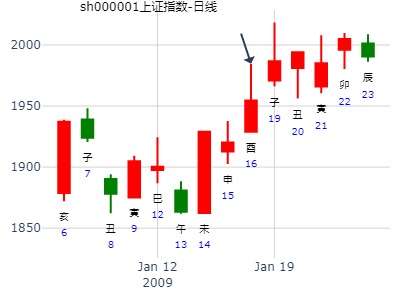 sh000001上证指数-日线
2000
1950
1900
1850
亥
6
子
7
丑
8
寅
9
巳
12
午
13
未
14
申
15
酉
16
子
19
丑
20
寅
21
卯
22
辰
23
Jan 12
2009
Jan 19